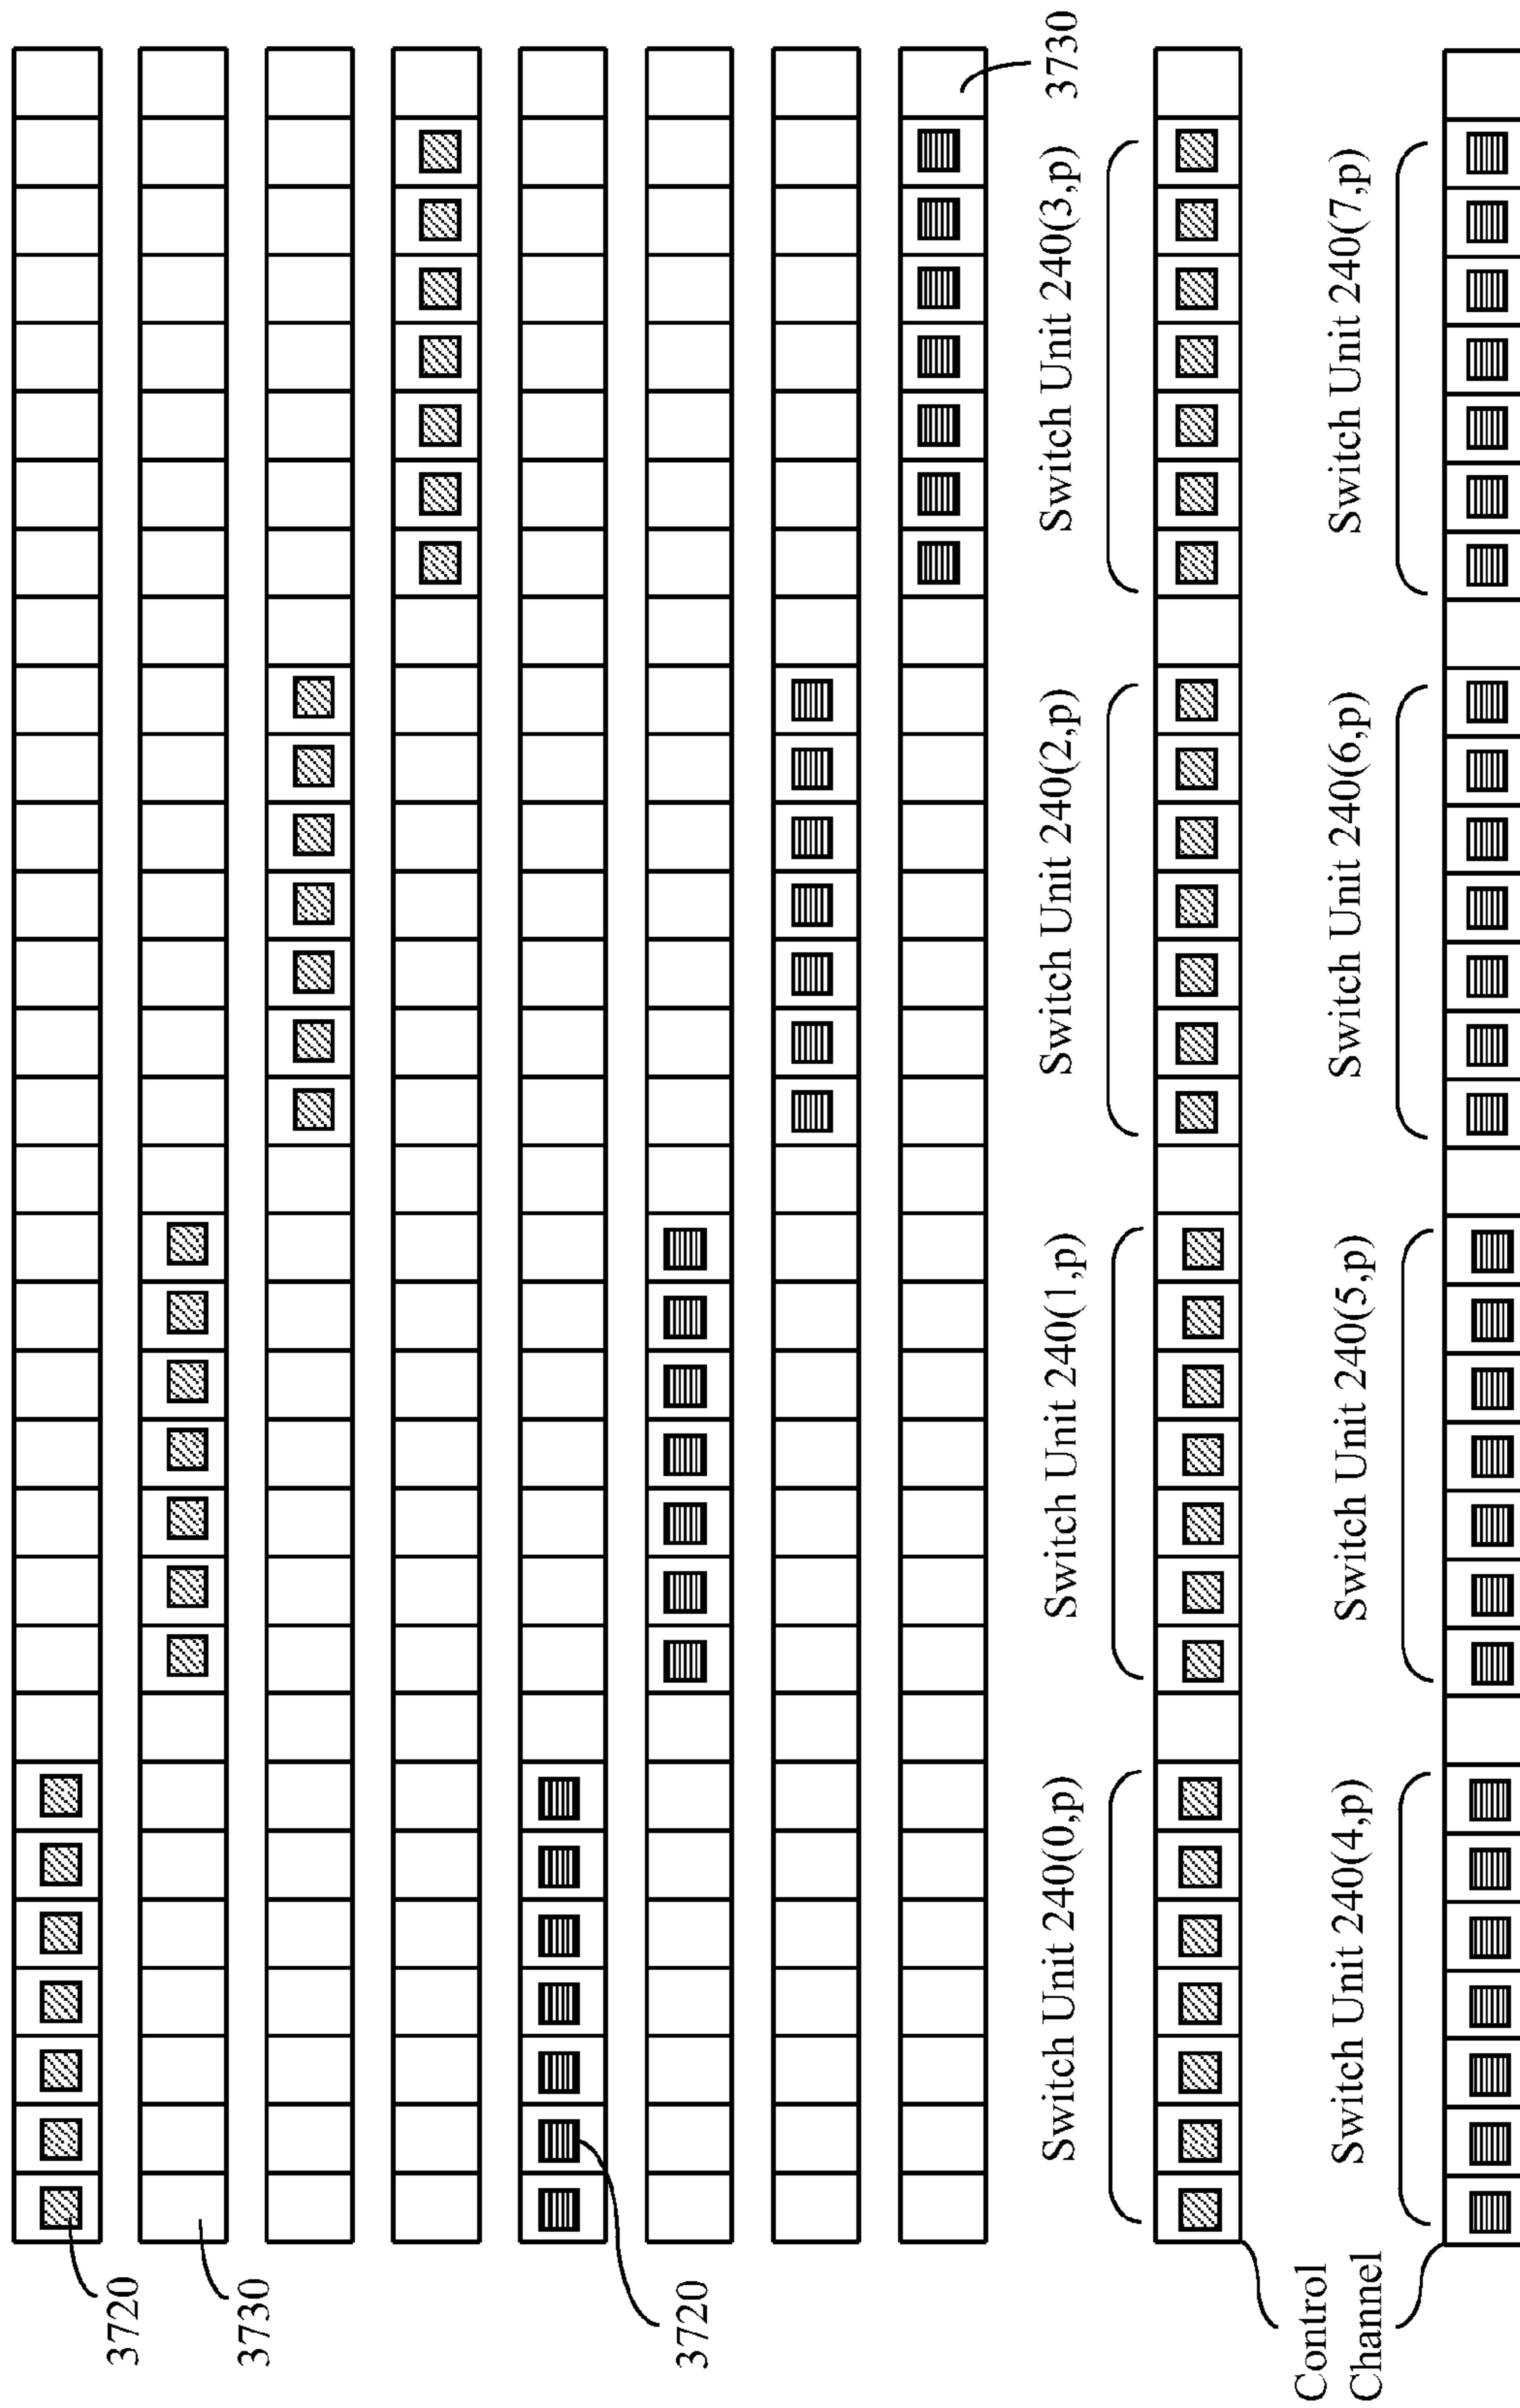 3720
3730
3720
3730
Switch Unit 240(0,p)
Switch Unit 240(1,p)
Switch Unit 240(2,p)
Switch Unit 240(3,p)
Control
Channel
Switch Unit 240(4,p)
Switch Unit 240(5,p)
Switch Unit 240(6,p)
Switch Unit 240(7,p)